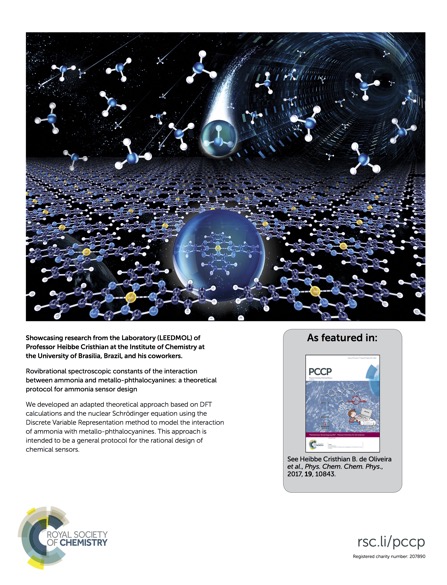 Showcasing research from the Laboratory (LEEDMOL) of
Professor Heibbe Cristhian at the Institute of Chemistry at
the University of Brasilia, Brazil, and his coworkers.
Rovibrational spectroscopic constants of the interaction
between ammonia and metallo-phthalocyanines: a theoretical
protocol for ammonia sensor design
We developed an adapted theoretical approach based on DFT
calculations and the nuclear Schrödinger equation using the
Discrete Variable Representation method to model the interaction
of ammonia with metallo-phthalocyanines. This approach is
intended to be a general protocol for the rational design of
chemical sensors.
As featured in:
PCCP
See Heibbe Cristhian B. de Oliveira
et al., Phys. Chem. Chem. Phys.,
2017, 19, 10843.
ROYAL SOCIETY
OF CHEMISTRY
rsc.li/pccp
Registered charity number: 207890